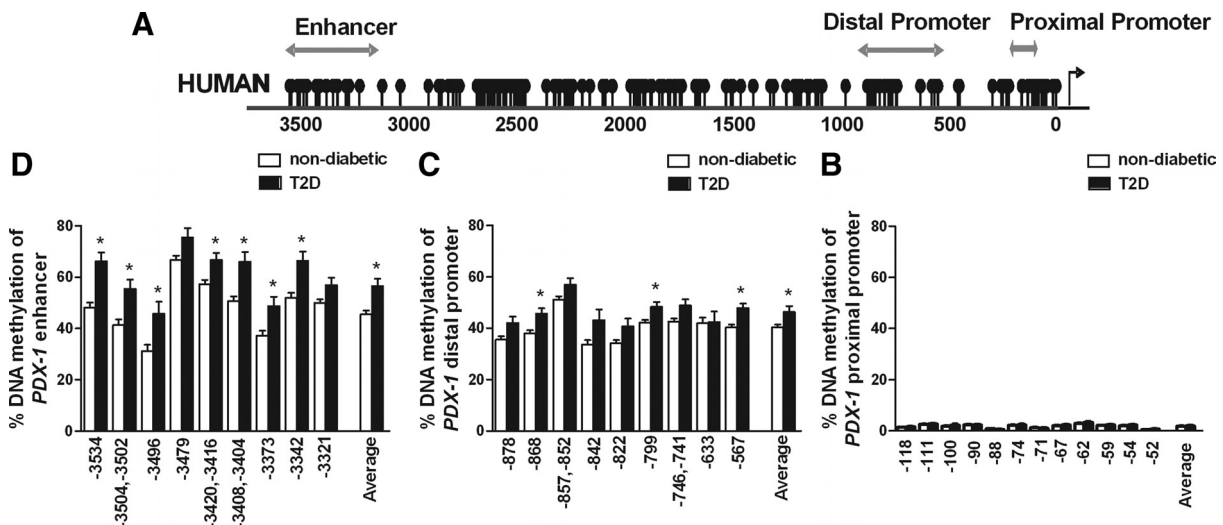 A
Enhancer
Distal Promoter
Proximal Promoter
HUMAN
3500 3000 2500 2000 1500 1000 500 0
D
non-diabetic
T2D
% DNA methylation of
PDX-1 enhancer
80
60
40
20
0
* * * * * * * *
-3534
-3504,-3502
-3496
-3479
-3420,-3416
-3408,-3404
-3373
-3342
-3321
Average
C
non-diabetic
T2D
% DNA methylation of
PDX-1 distal promoter
80
60
40
20
0
* * * *
-878
-868
-857,-852
-842
-822
-799
-746,-741
-633
-567
Average
B
non-diabetic
T2D
% DNA methylation of
PDX-1 proximal promoter
80
60
40
20
0
-118
-111
-100
-90
-88
-74
-71
-67
-62
-59
-54
-52
Average